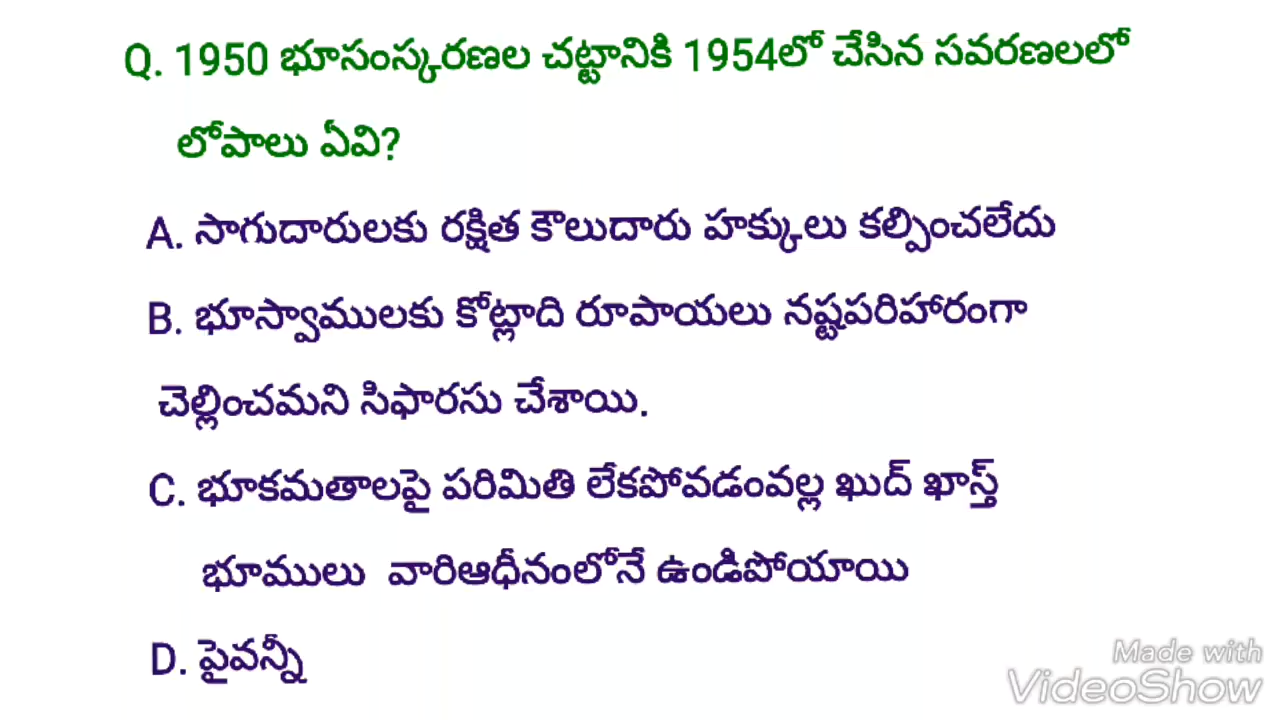 Q. 1950 భూసంస్కరణల చట్టానికి 1954లో చేసిన సవరణలలో
లోపాలు ఏవి?
A. సాగుదారులకు రక్షిత కౌలుదారు హక్కులు కల్పించలేదు
B. భూస్వాములకు కోట్లాది రూపాయలు నష్టపరిహారంగా
చెల్లించమని సిఫారసు చేశాయి.
C. భూకమతాలపై పరిమితి లేకపోవడంవల్ల ఖుద్ ఖాస్త్
భూములు వారిఆధీనంలోనే ఉండిపోయాయి
D. పైవన్నీ
Made with
VideoShow